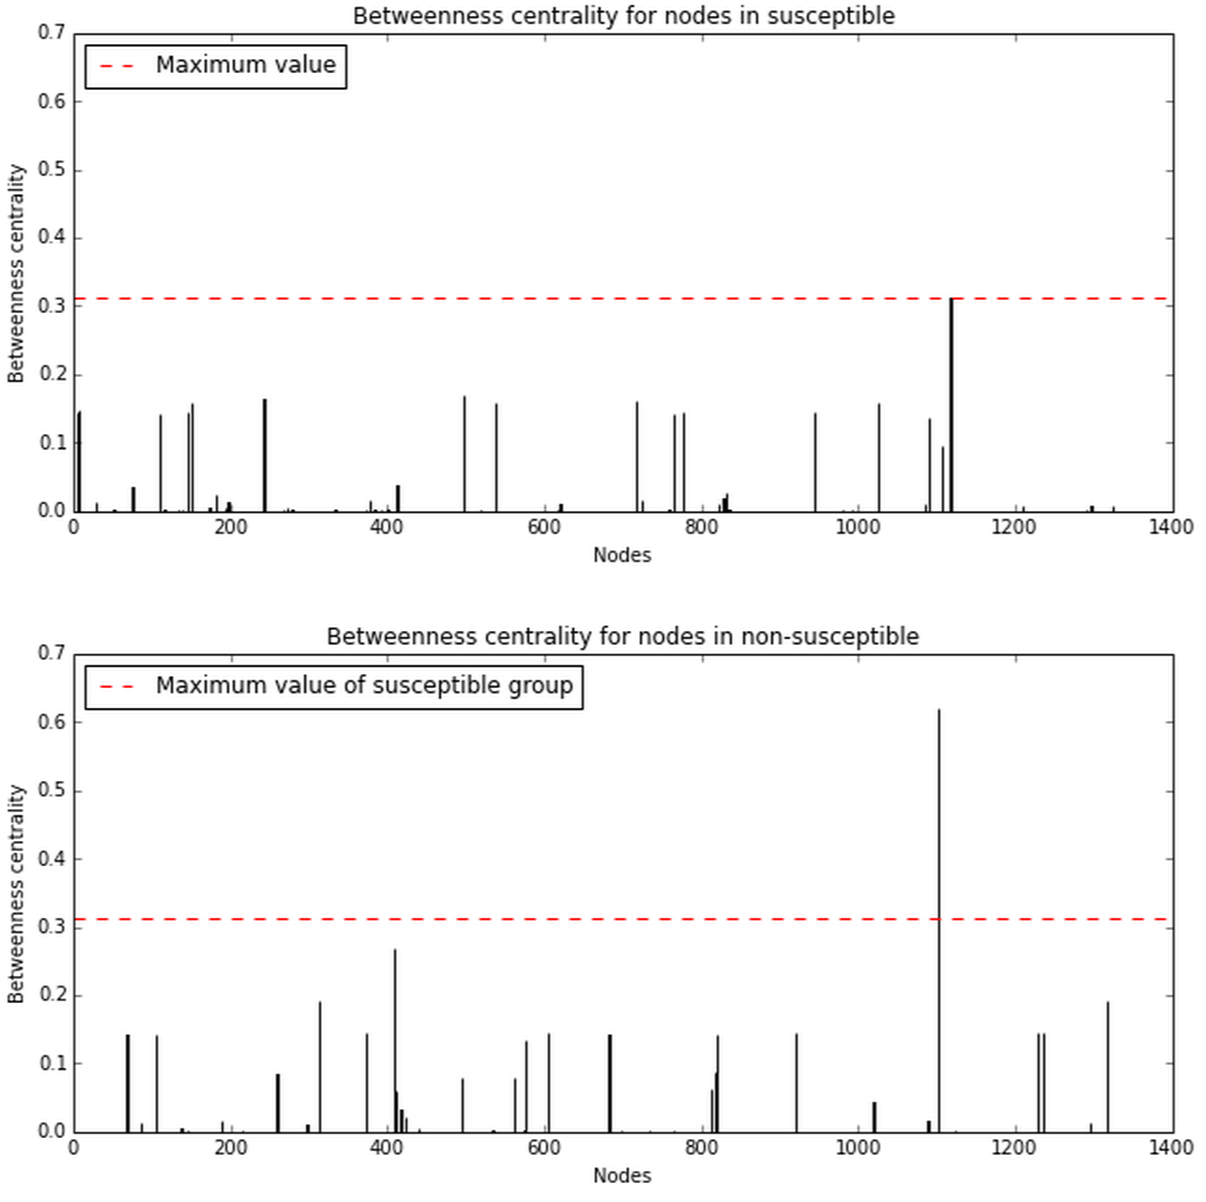 Betweenness centrality for nodes in susceptible
0.7
Maximum value
0.6
0.5
0.4
0.3
0.2
0.1
0.0
Betweenness centrality
0 200 400 600 800 1000 1200 1400
Nodes
Betweenness centrality for nodes in non-susceptible
0.7
Maximum value of susceptible group
0.6
0.5
0.4
0.3
0.2
0.1
0.0
Betweenness centrality
0 200 400 600 800 1000 1200 1400
Nodes